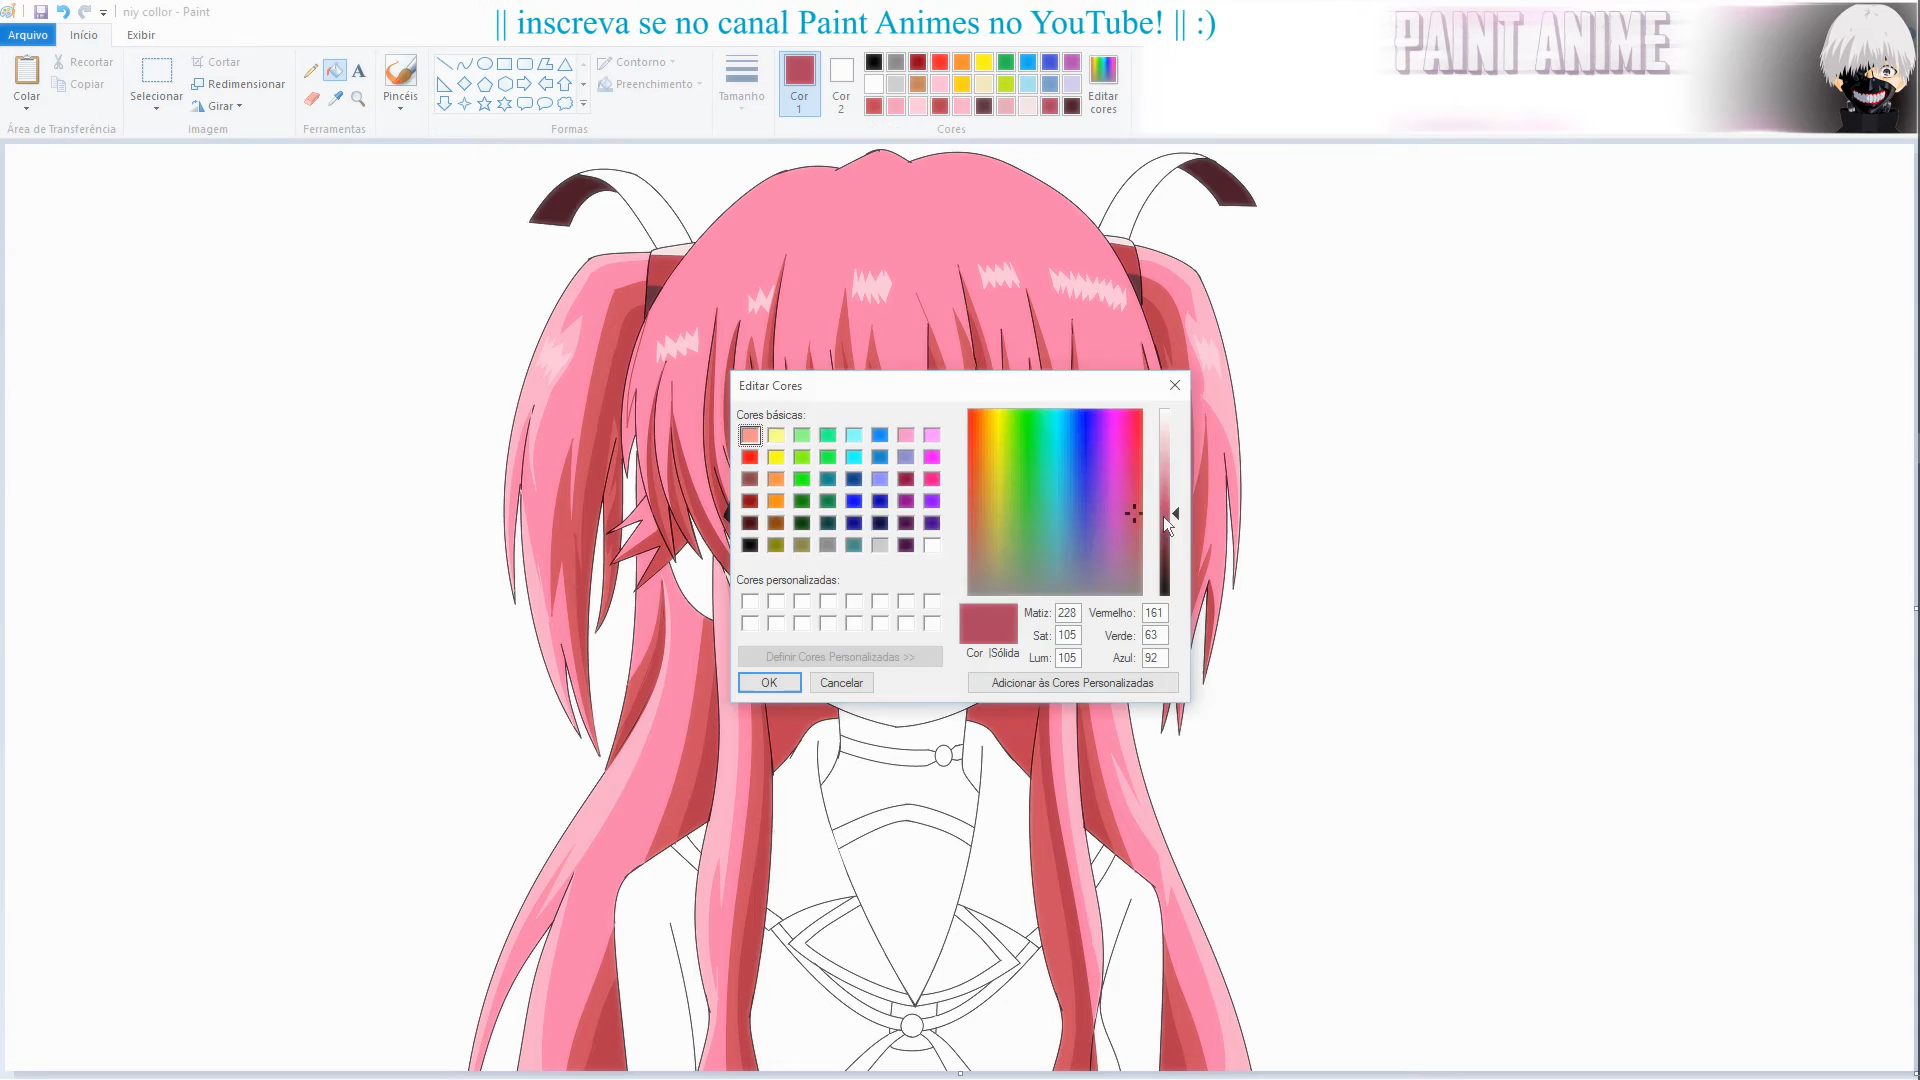 niy collor - Paint
|| inscreva se no canal Paint Animes no YouTube! || :)
PAINT ANIME
Arquivo
Início
Exibir
Colar
Recortar
Copiar
Área de Transferência
Selecionar
Cortar
Redimensionar
Girar
Imagem
A
Ferramentas
Pincéis
Contorno
Preenchimento
Formas
Tamanho
Cor
1
Cor
2
Editar
cores
Cores
Editar Cores
Cores básicas:
Cores personalizadas:
Definir Cores Personalizadas >>
OK
Cancelar
Cor |Sólida
Matiz: 228
Vermelho: 161
Sat: 105
Verde: 63
Lum: 105
Azul: 92
Adicionar às Cores Personalizadas